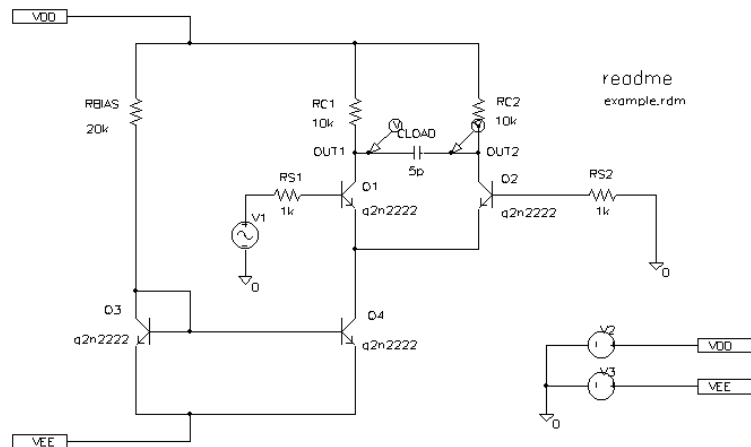 VDD
RBIAS
20k
RC1
10k
RC2
10k
readme
example.rdm
V
CLOAD
V
OUT1
5p
OUT2
RS1
1k
Q1
q2n2222
Q2
q2n2222
RS2
1k
V1
0
0
Q3
q2n2222
Q4
q2n2222
V2
VDD
V3
VEE
0
VEE